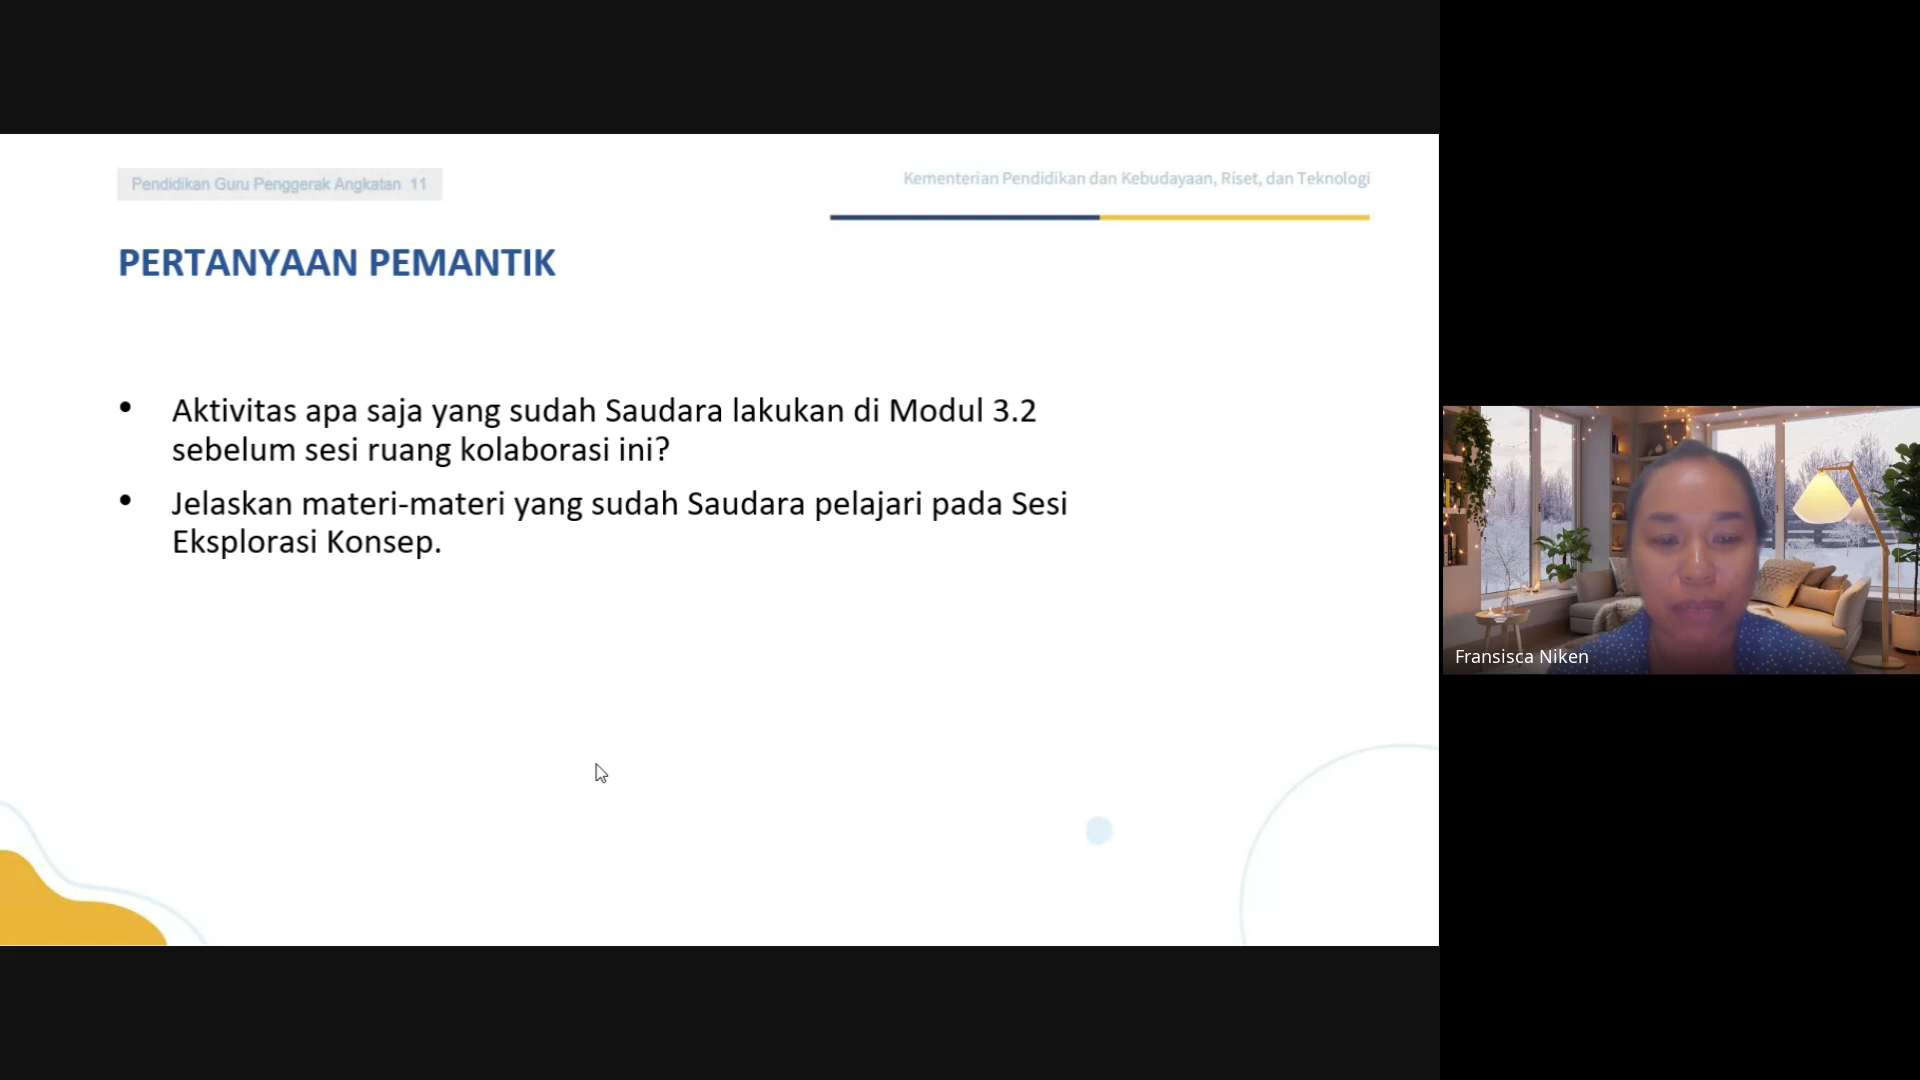 Pendidikan Guru Penggerak Angkatan 11
Kementerian Pendidikan dan Kebudayaan, Riset, dan Teknologi
PERTANYAAN PEMANTIK
• Aktivitas apa saja yang sudah Saudara lakukan di Modul 3.2
sebelum sesi ruang kolaborasi ini?
• Jelaskan materi-materi yang sudah Saudara pelajari pada Sesi
Eksplorasi Konsep.
Fransisca Niken